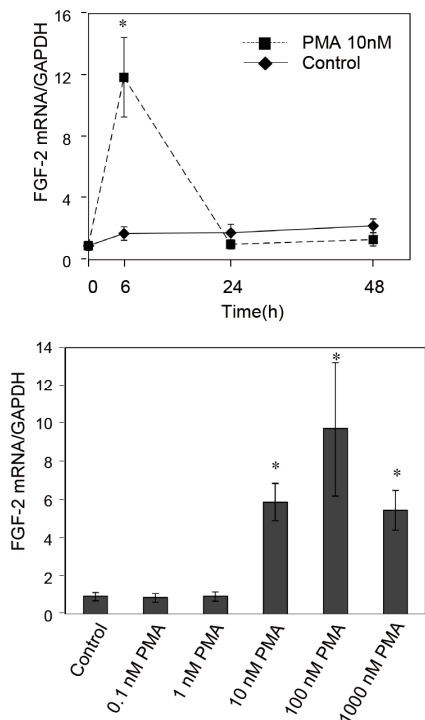 16
*
PMA 10nM
Control
12
FGF-2 mRNA/GAPDH
8
4
0
0 6 24 48
Time(h)
14
12
*
10
FGF-2 mRNA/GAPDH
8
* *
6
4
2
0
Control
0.1 nM PMA
1 nM PMA
10 nM PMA
100 nM PMA
1000 nM PMA